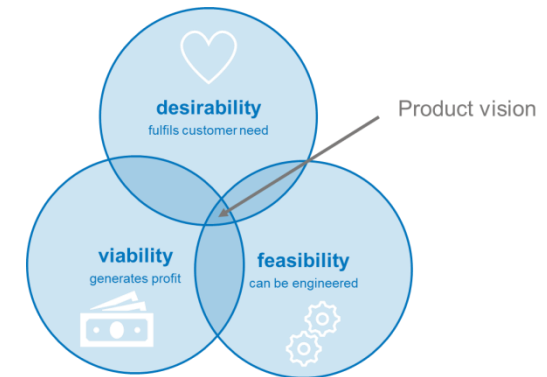 desirability
fulfils customer need
Product vision
viability
generates profit
feasibility
can be engineered